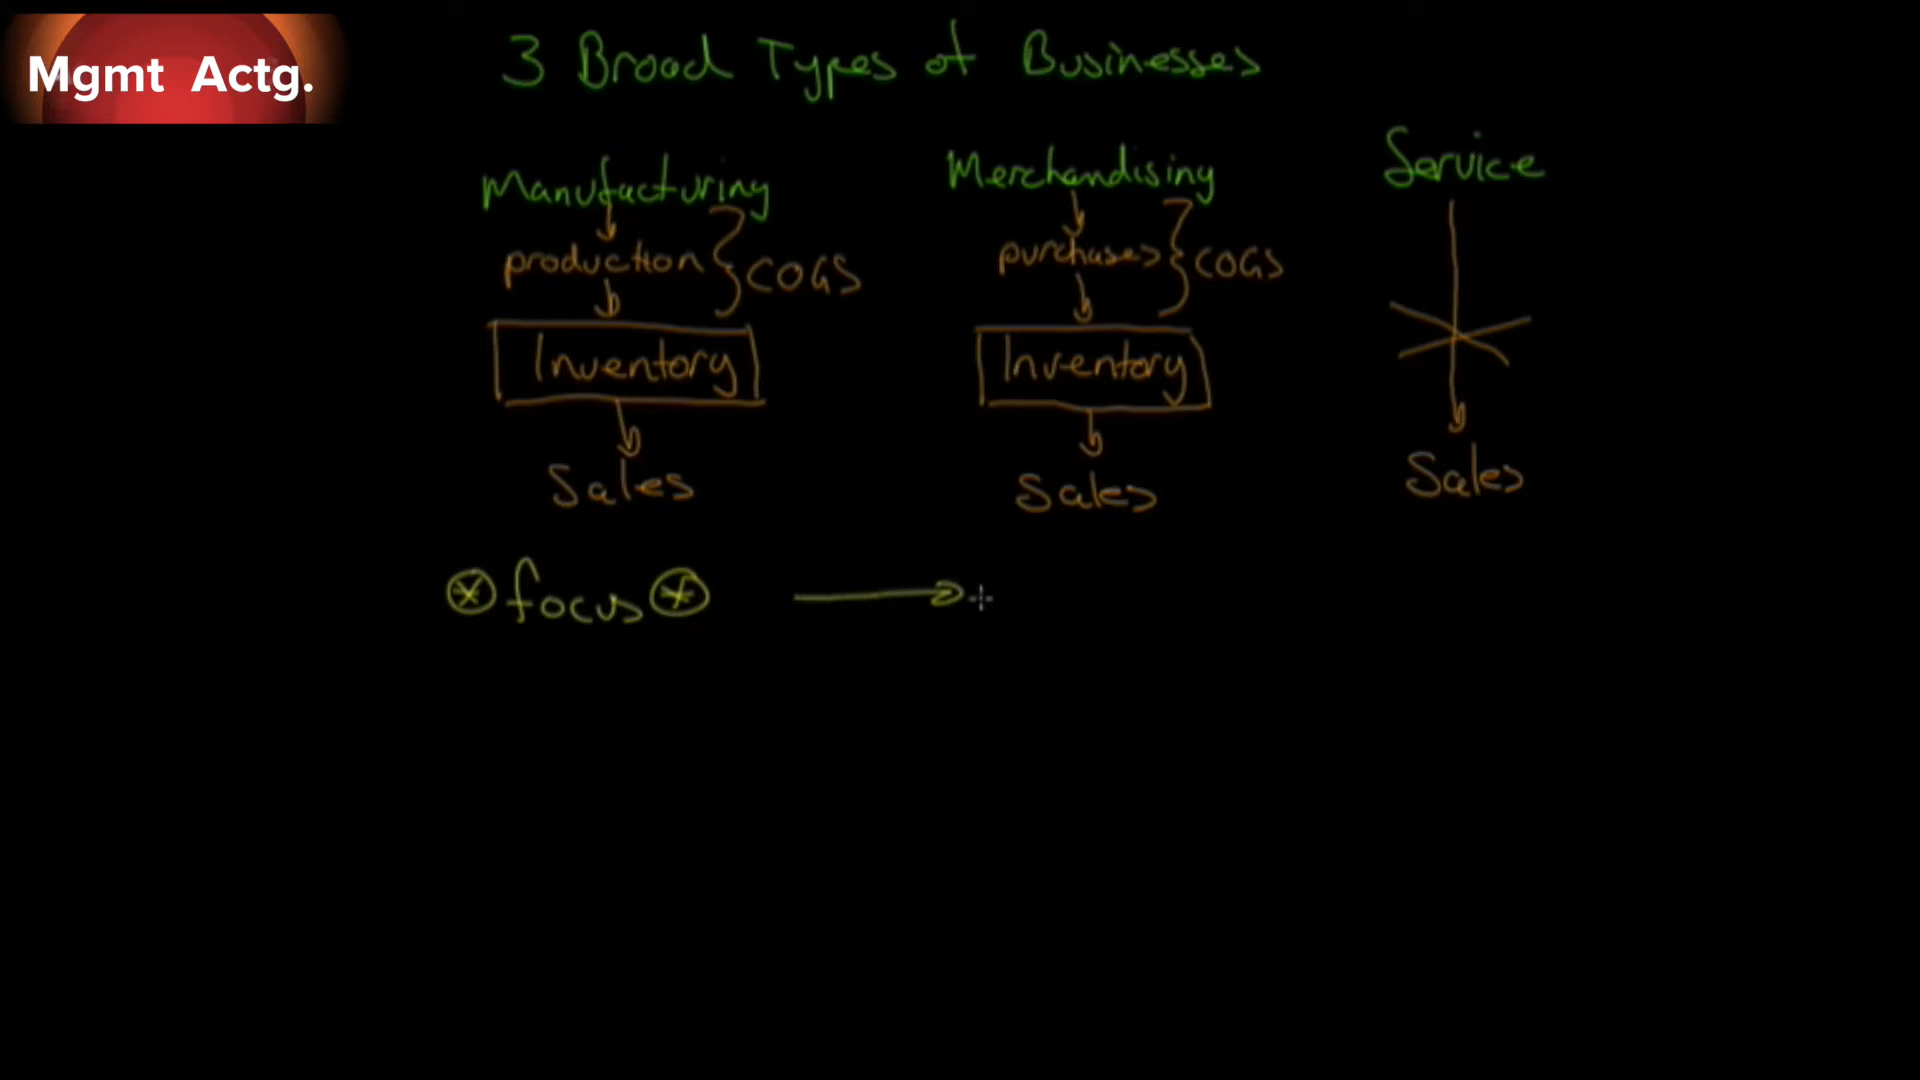 Mgmt Actg.
3 Broad Types of Businesses
Manufacturing
production
COGS
Inventory
Sales
Merchandising
purchases
COGS
Inventory
Sales
Service
Sales
focus